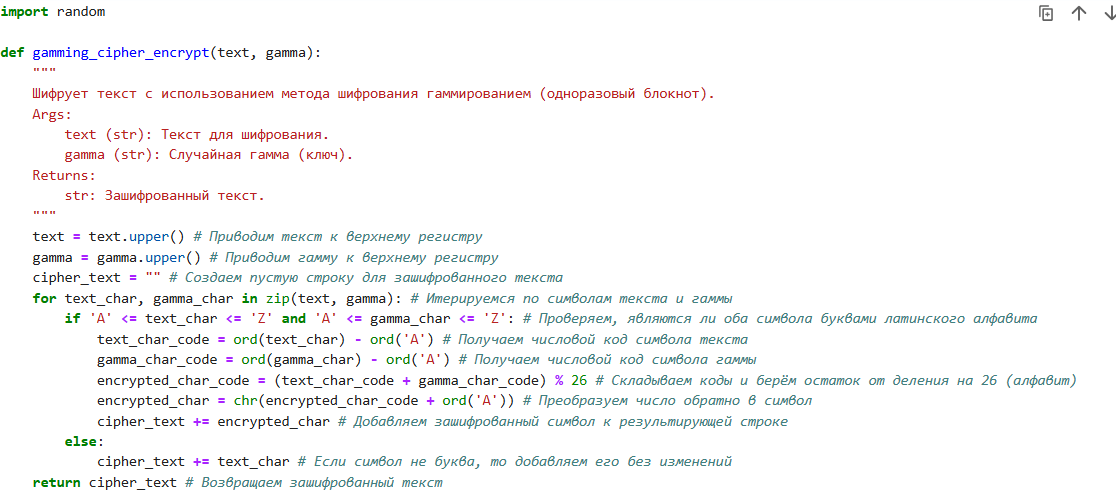 import random

def gamming_cipher_encrypt(text, gamma):
    """
    Шифрует текст с использованием метода шифрования гаммированием (одноразовый блокнот).
    Args:
        text (str): Текст для шифрования.
        gamma (str): Случайная гамма (ключ).
    Returns:
        str: Зашифрованный текст.
    """
    text = text.upper() # Приводим текст к верхнему регистру
    gamma = gamma.upper() # Приводим гамму к верхнему регистру
    cipher_text = "" # Создаем пустую строку для зашифрованного текста
    for text_char, gamma_char in zip(text, gamma): # Итерируемся по символам текста и гаммы
        if 'A' <= text_char <= 'Z' and 'A' <= gamma_char <= 'Z': # Проверяем, являются ли оба символа буквами латинского алфавита
            text_char_code = ord(text_char) - ord('A') # Получаем числовой код символа текста
            gamma_char_code = ord(gamma_char) - ord('A') # Получаем числовой код символа гаммы
            encrypted_char_code = (text_char_code + gamma_char_code) % 26 # Складываем коды и берём остаток от деления на 26 (алфавит)
            encrypted_char = chr(encrypted_char_code + ord('A')) # Преобразуем число обратно в символ
            cipher_text += encrypted_char # Добавляем зашифрованный символ к результирующей строке
        else:
            cipher_text += text_char # Если символ не буква, то добавляем его без изменений
    return cipher_text # Возвращаем зашифрованный текст